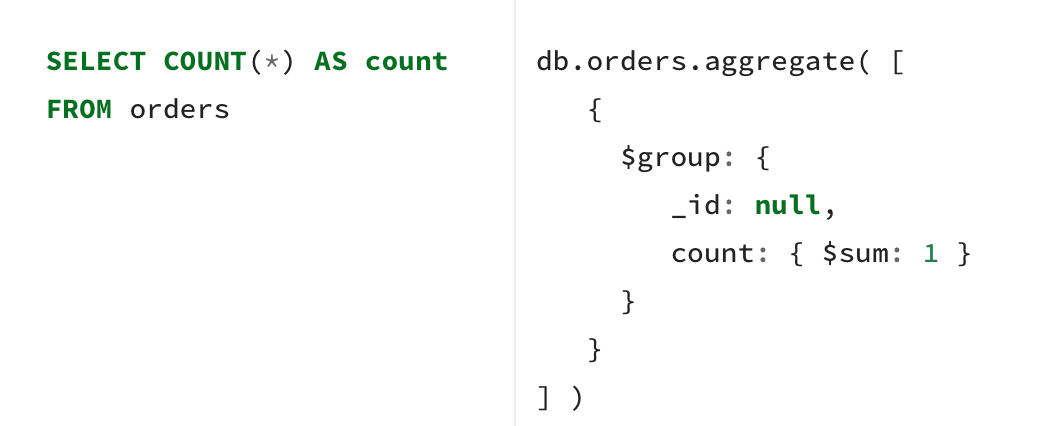 SELECT COUNT(*) AS count
FROM orders
db.orders.aggregate( [
   {
     $group: {
        _id: null,
        count: { $sum: 1 }
     }
   }
] )